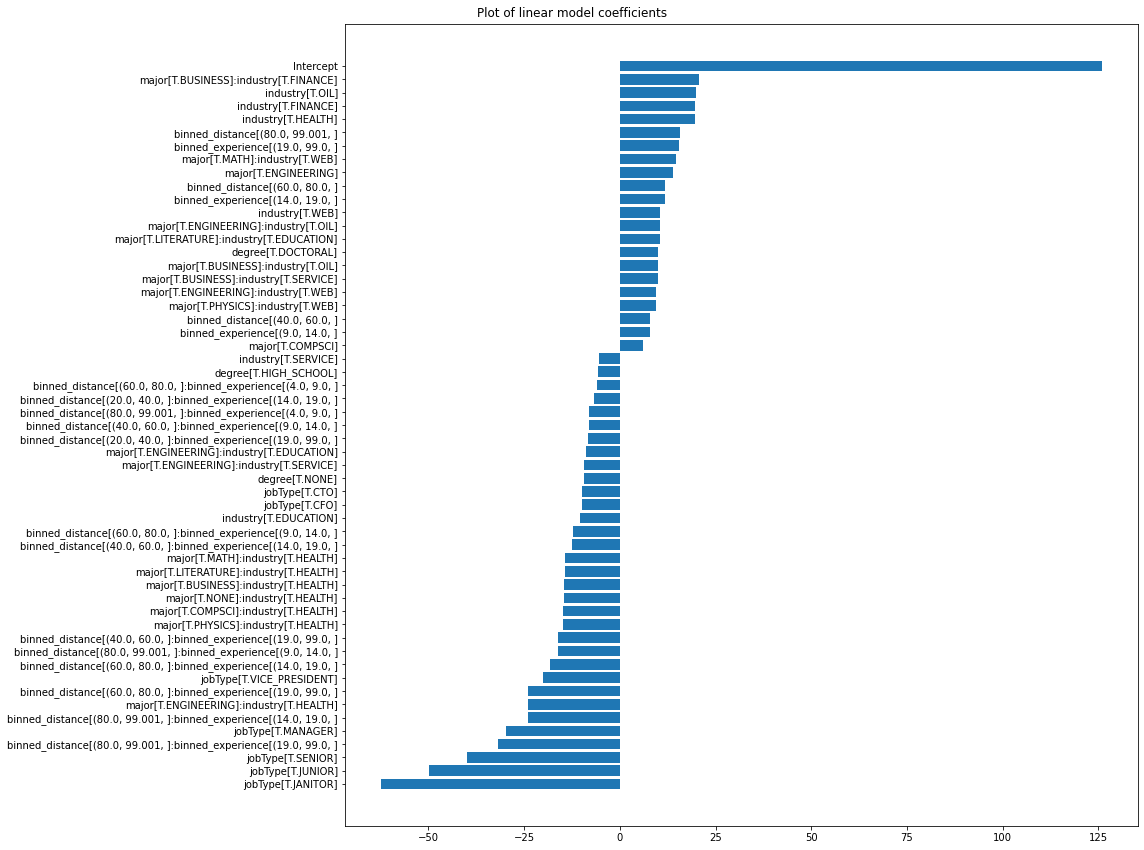 Plot of linear model coefficients
Intercept
major[T.BUSINESS]:industry[T.FINANCE]
industry[T.OIL]
industry[T.FINANCE]
industry[T.HEALTH]
binned_distance[(80.0, 99.001, ]
binned_experience[(19.0, 99.0, ]
major[T.MATH]:industry[T.WEB]
major[T.ENGINEERING]
binned_distance[(60.0, 80.0, ]
binned_experience[(14.0, 19.0, ]
industry[T.WEB]
major[T.ENGINEERING]:industry[T.OIL]
major[T.LITERATURE]:industry[T.EDUCATION]
degree[T.DOCTORAL]
major[T.BUSINESS]:industry[T.OIL]
major[T.BUSINESS]:industry[T.SERVICE]
major[T.ENGINEERING]:industry[T.WEB]
major[T.PHYSICS]:industry[T.WEB]
binned_distance[(40.0, 60.0, ]
binned_experience[(9.0, 14.0, ]
major[T.COMPSCI]
industry[T.SERVICE]
degree[T.HIGH_SCHOOL]
binned_distance[(60.0, 80.0, ]:binned_experience[(4.0, 9.0, ]
binned_distance[(20.0, 40.0, ]:binned_experience[(14.0, 19.0, ]
binned_distance[(80.0, 99.001, ]:binned_experience[(4.0, 9.0, ]
binned_distance[(40.0, 60.0, ]:binned_experience[(9.0, 14.0, ]
binned_distance[(20.0, 40.0, ]:binned_experience[(19.0, 99.0, ]
major[T.ENGINEERING]:industry[T.EDUCATION]
major[T.ENGINEERING]:industry[T.SERVICE]
degree[T.NONE]
jobType[T.CTO]
jobType[T.CFO]
industry[T.EDUCATION]
binned_distance[(60.0, 80.0, ]:binned_experience[(9.0, 14.0, ]
binned_distance[(40.0, 60.0, ]:binned_experience[(14.0, 19.0, ]
major[T.MATH]:industry[T.HEALTH]
major[T.LITERATURE]:industry[T.HEALTH]
major[T.BUSINESS]:industry[T.HEALTH]
major[T.NONE]:industry[T.HEALTH]
major[T.COMPSCI]:industry[T.HEALTH]
major[T.PHYSICS]:industry[T.HEALTH]
binned_distance[(40.0, 60.0, ]:binned_experience[(19.0, 99.0, ]
binned_distance[(80.0, 99.001, ]:binned_experience[(9.0, 14.0, ]
binned_distance[(60.0, 80.0, ]:binned_experience[(14.0, 19.0, ]
jobType[T.VICE_PRESIDENT]
binned_distance[(60.0, 80.0, ]:binned_experience[(19.0, 99.0, ]
major[T.ENGINEERING]:industry[T.HEALTH]
binned_distance[(80.0, 99.001, ]:binned_experience[(14.0, 19.0, ]
jobType[T.MANAGER]
binned_distance[(80.0, 99.001, ]:binned_experience[(19.0, 99.0, ]
jobType[T.SENIOR]
jobType[T.JUNIOR]
jobType[T.JANITOR]
−50 −25 0 25 50 75 100 125